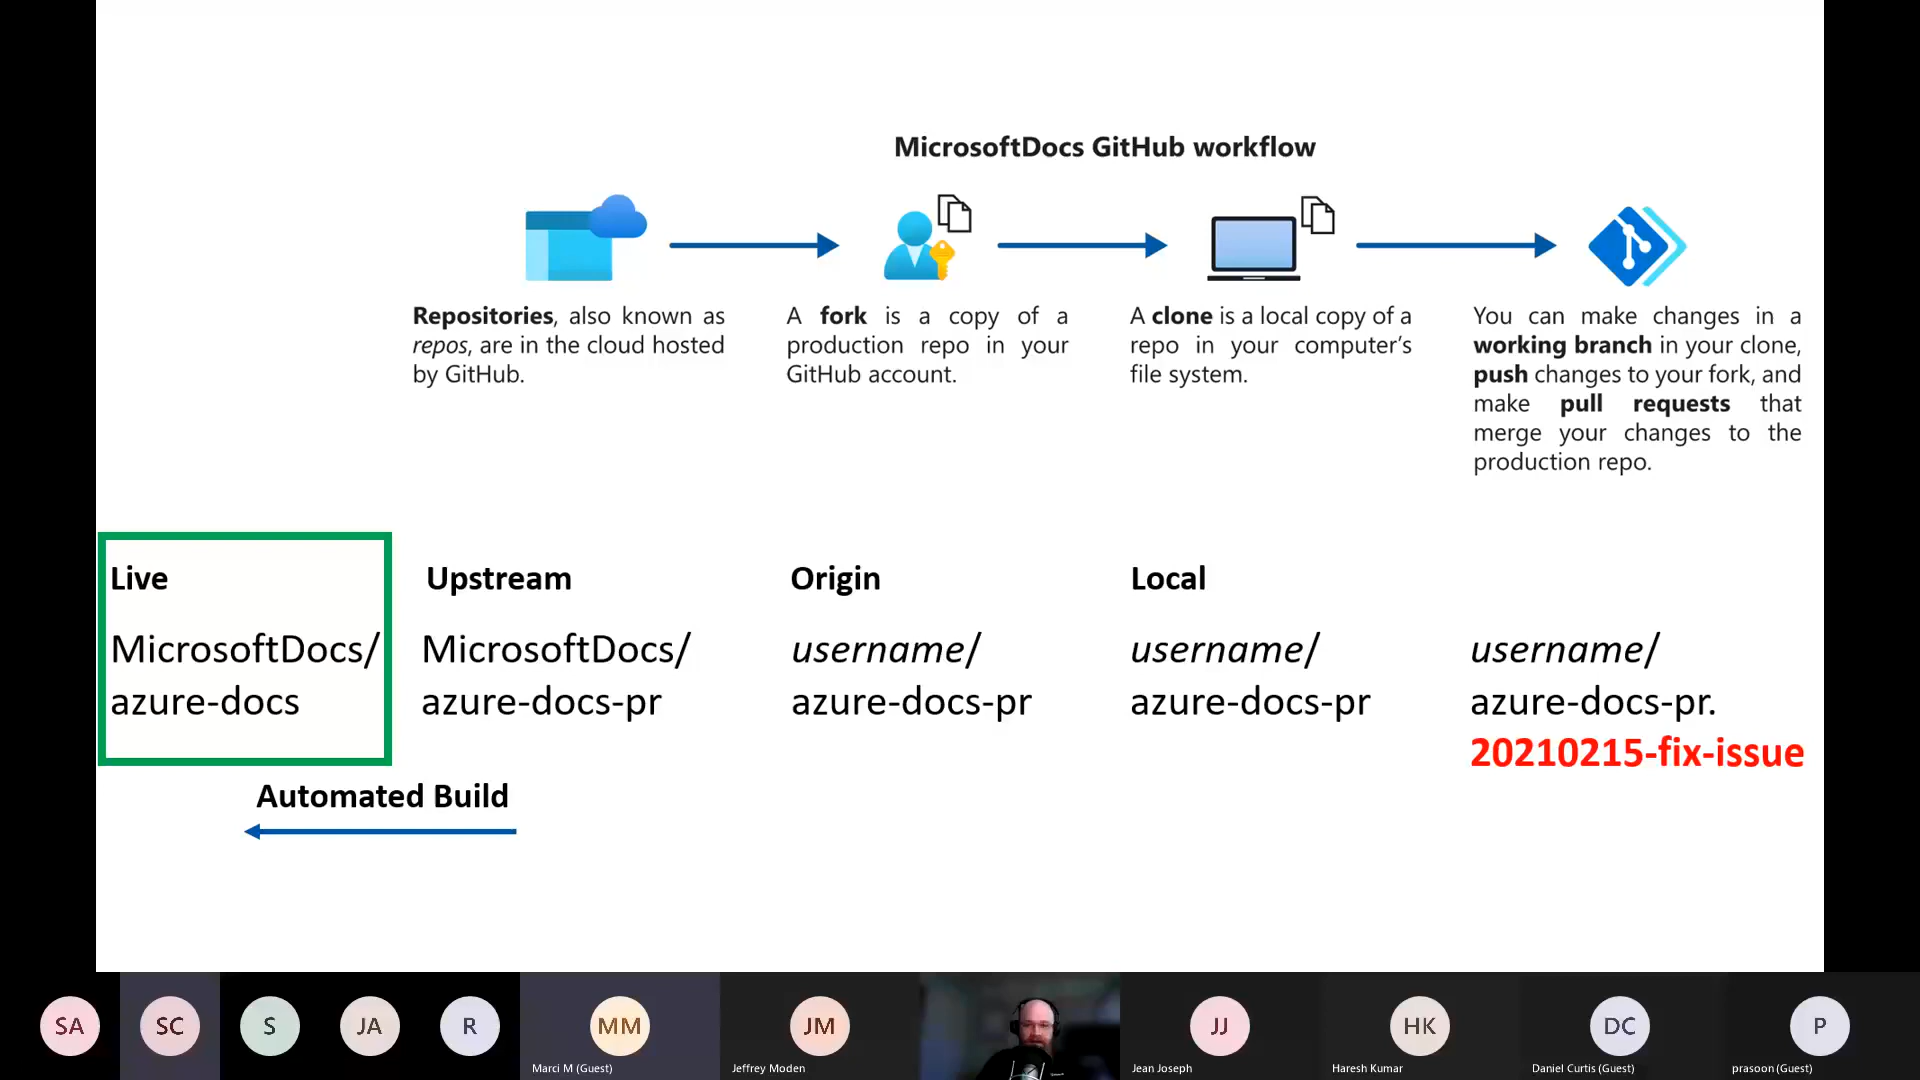 MicrosoftDocs GitHub workflow
Repositories, also known as
repos, are in the cloud hosted
by GitHub.
A fork is a copy of a
production repo in your
GitHub account.
A clone is a local copy of a
repo in your computer's
file system.
You can make changes in a
working branch in your clone,
push changes to your fork, and
make pull requests that
merge your changes to the
production repo.
Live
MicrosoftDocs/
azure-docs
Upstream
MicrosoftDocs/
azure-docs-pr
Origin
username/
azure-docs-pr
Local
username/
azure-docs-pr
username/
azure-docs-pr.
20210215-fix-issue
Automated Build
SA
SC
S
JA
R
MM
Marci M (Guest)
JM
Jeffrey Moden
JJ
Jean Joseph
HK
Haresh Kumar
DC
Daniel Curtis (Guest)
P
prasoon (Guest)